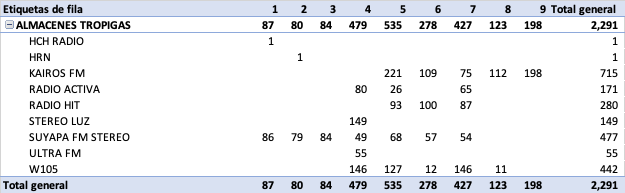 Etiquetas de fila 1 2 3 4 5 6 7 8 9 Total general
ALMACENES TROPIGAS 87 80 84 479 535 278 427 123 198 2,291
HCH RADIO 1 1
HRN 1 1
KAIROS FM 221 109 75 112 198 715
RADIO ACTIVA 80 26 65 171
RADIO HIT 93 100 87 280
STEREO LUZ 149 149
SUYAPA FM STEREO 86 79 84 49 68 57 54 477
ULTRA FM 55 55
W105 146 127 12 146 11 442
Total general 87 80 84 479 535 278 427 123 198 2,291